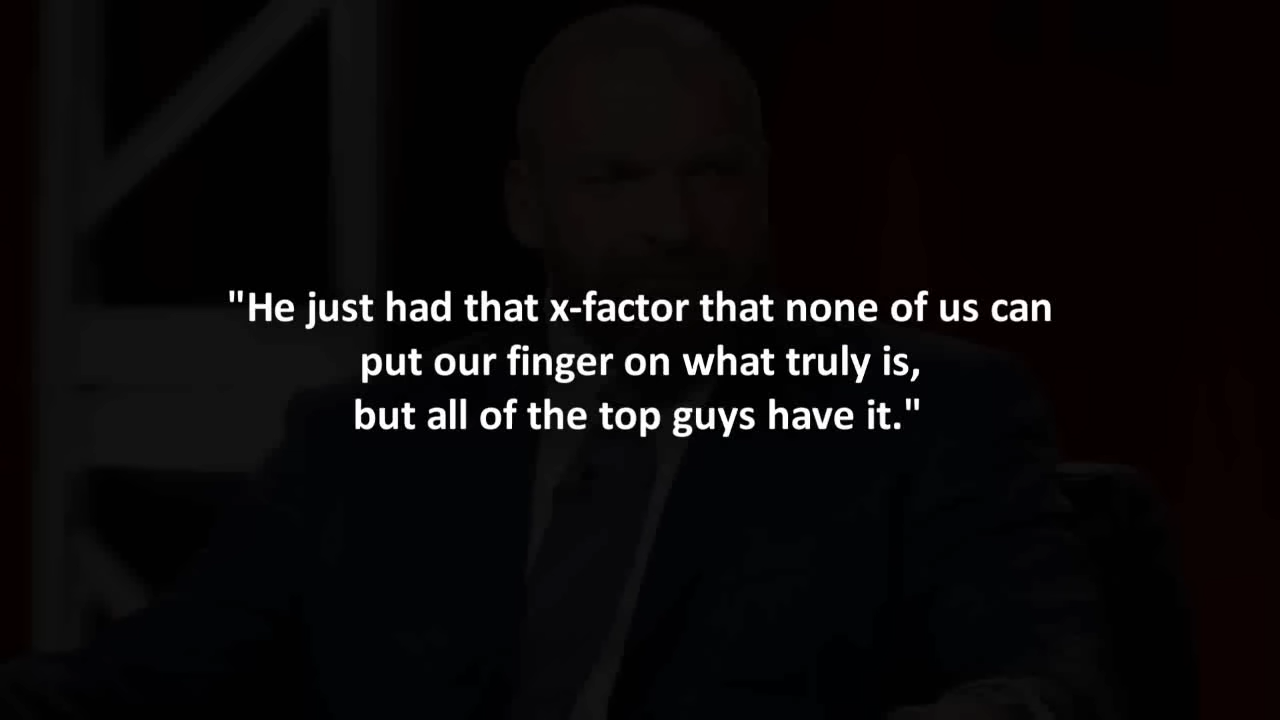 "He just had that x-factor that none of us can
put our finger on what truly is,
but all of the top guys have it."